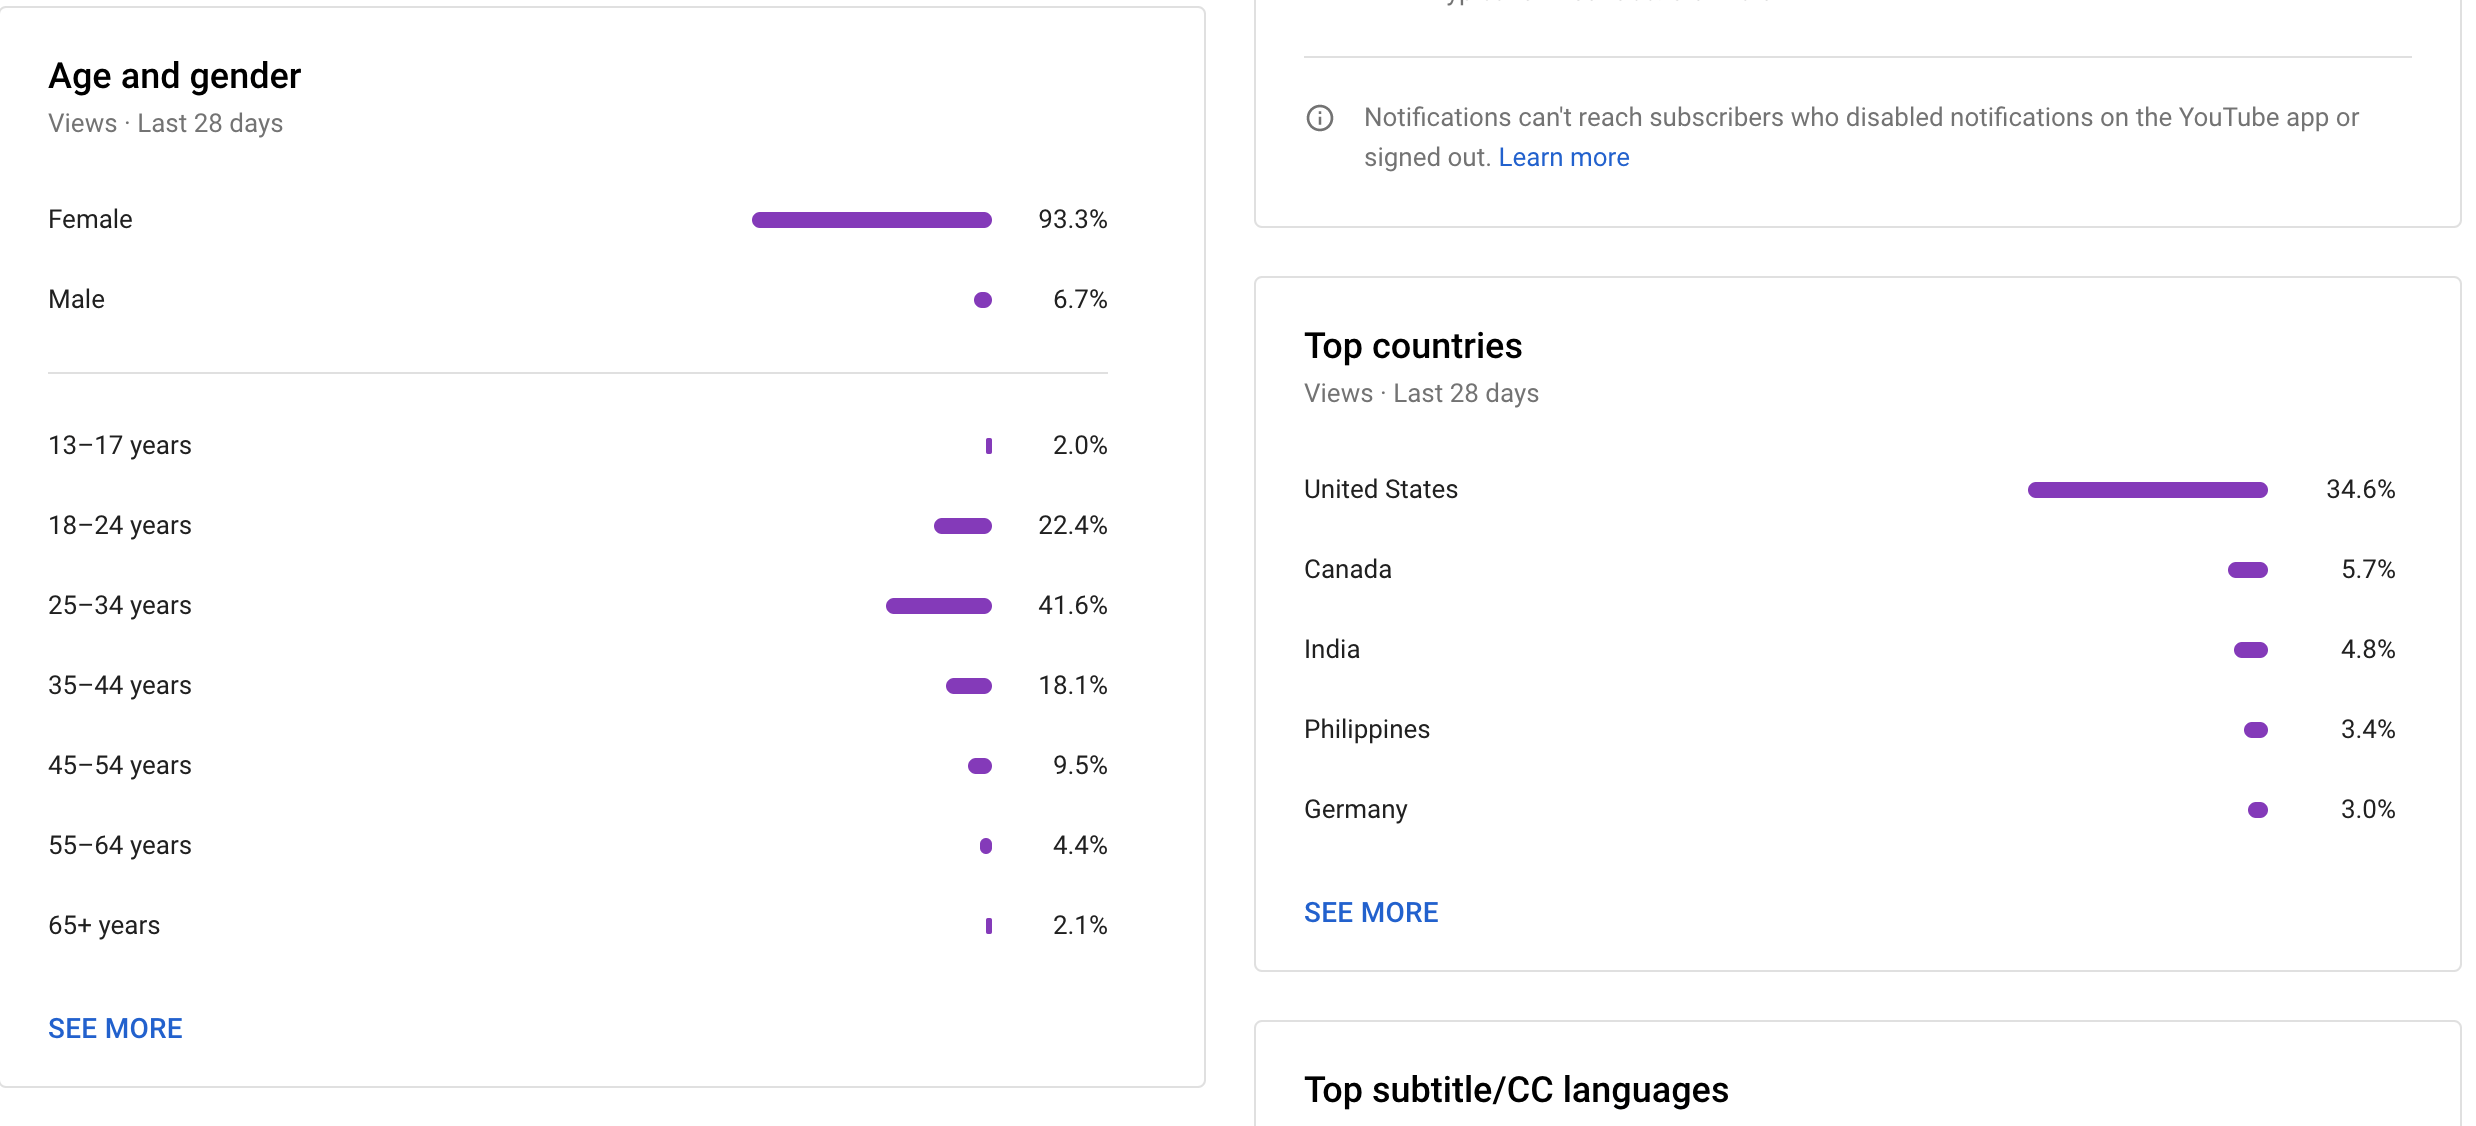 Age and gender
Views · Last 28 days
Female 93.3%
Male 6.7%
13–17 years 2.0%
18–24 years 22.4%
25–34 years 41.6%
35–44 years 18.1%
45–54 years 9.5%
55–64 years 4.4%
65+ years 2.1%
SEE MORE
Notifications can't reach subscribers who disabled notifications on the YouTube app or
signed out. Learn more
Top countries
Views · Last 28 days
United States 34.6%
Canada 5.7%
India 4.8%
Philippines 3.4%
Germany 3.0%
SEE MORE
Top subtitle/CC languages